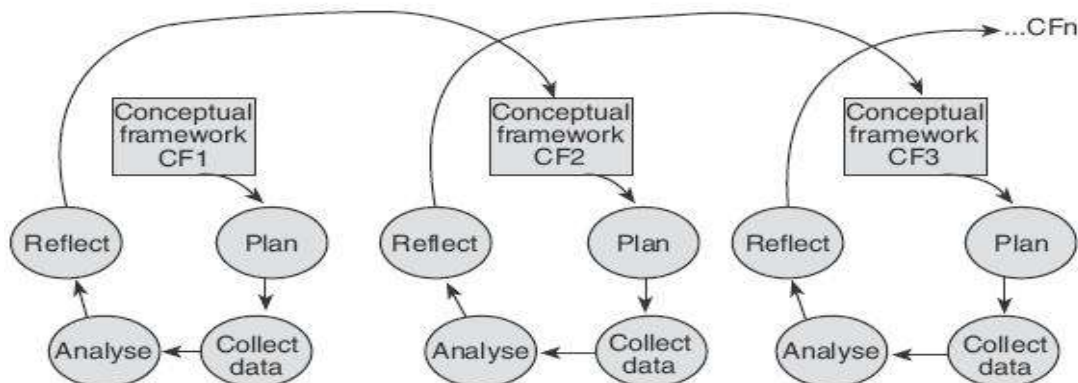 ...CFn
Conceptual
framework
CF1
Conceptual
framework
CF2
Conceptual
framework
CF3
Reflect
Plan
Reflect
Plan
Reflect
Plan
Analyse
Collect
data
Analyse
Collect
data
Analyse
Collect
data